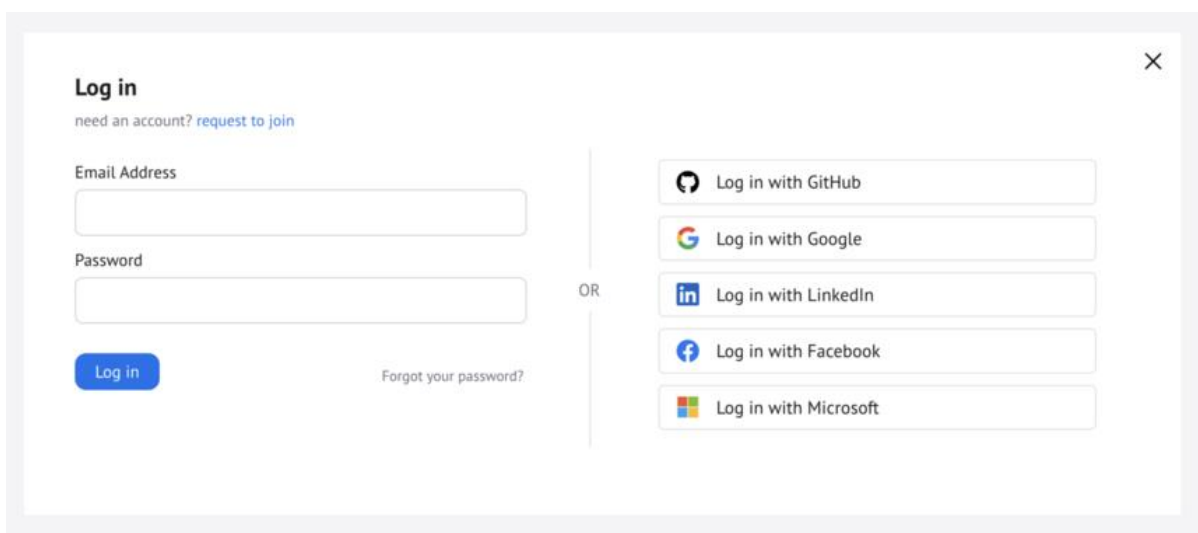 Log in
need an account? request to join
Email Address
Password
Log in
Forgot your password?
OR
Log in with GitHub
Log in with Google
in
Log in with LinkedIn
Log in with Facebook
Log in with Microsoft